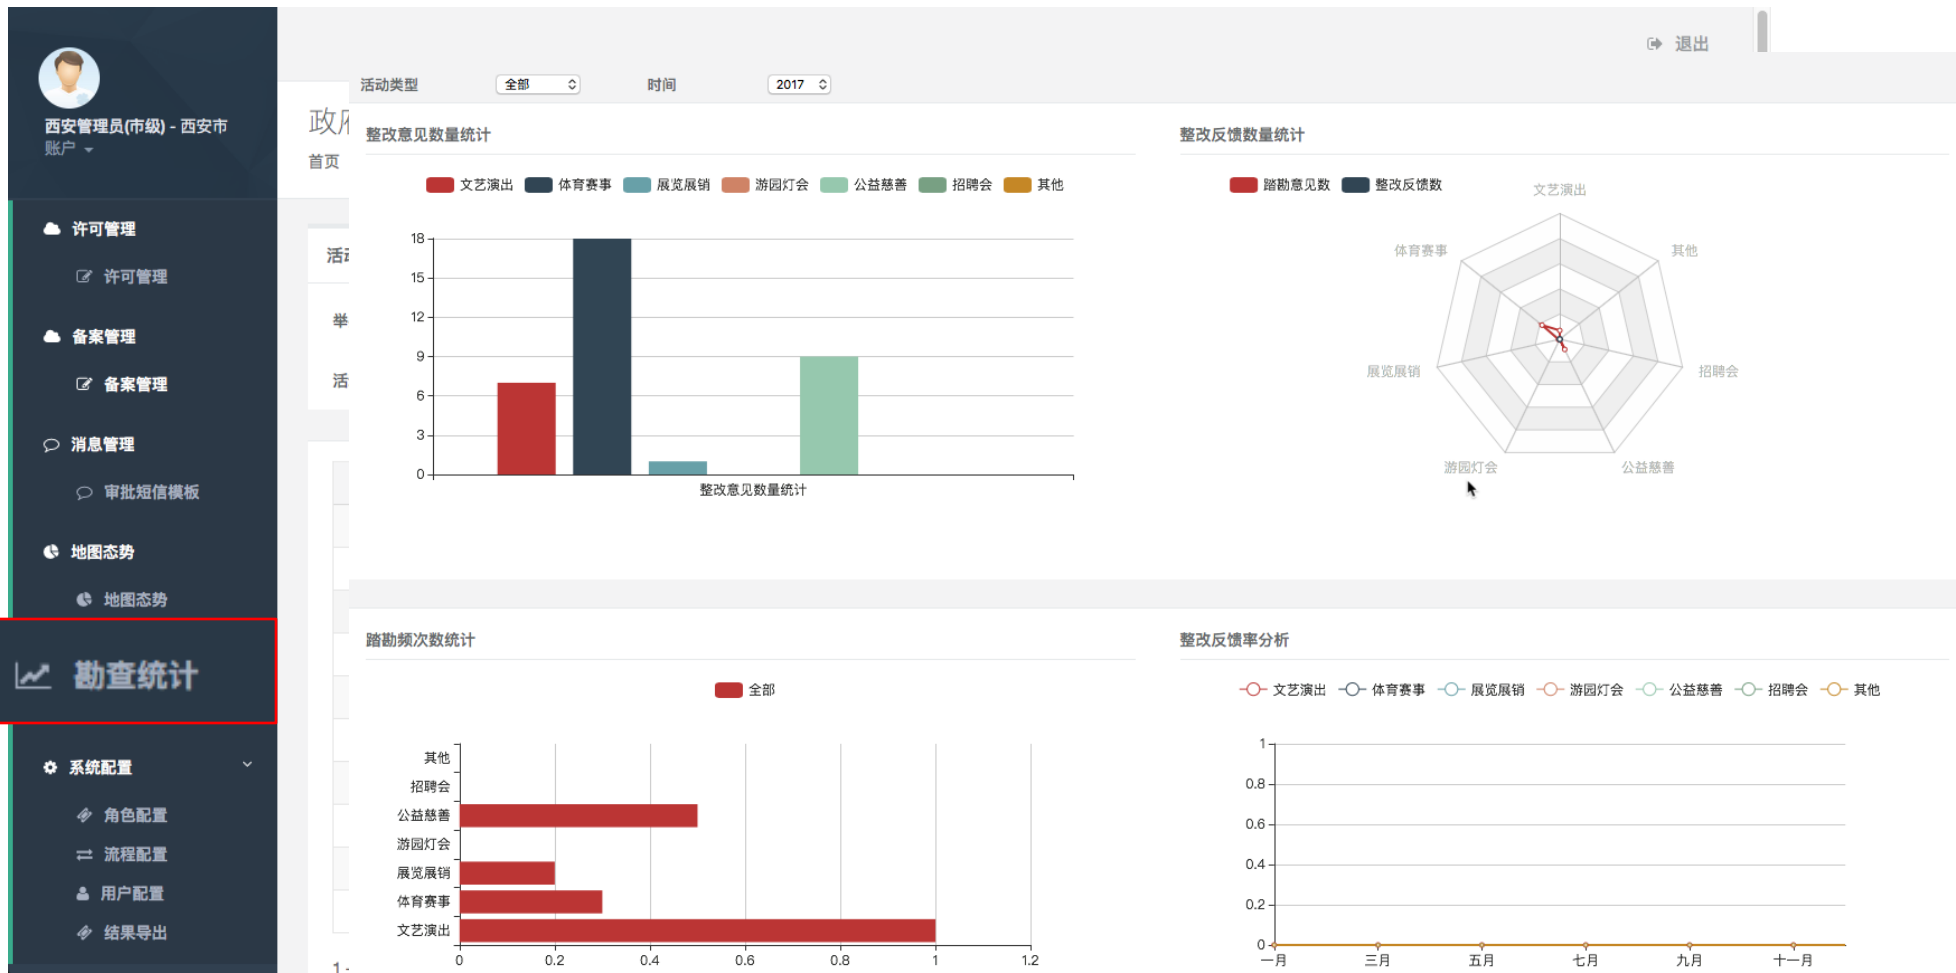 退出
西安管理员(市级) - 西安市
账户
许可管理
许可管理
备案管理
备案管理
消息管理
审批短信模板
地图态势
地图态势
勘查统计
系统配置
角色配置
流程配置
用户配置
结果导出
政府
首页
活动
举
活
1 -
活动类型 全部 时间 2017
整改意见数量统计
文艺演出 体育赛事 展览展销 游园灯会 公益慈善 招聘会 其他
18
15
12
9
6
3
0
整改意见数量统计
整改反馈数量统计
踏勘意见数 整改反馈数
文艺演出
体育赛事 其他
展览展销 招聘会
游园灯会 公益慈善
踏勘频次数统计
全部
其他
招聘会
公益慈善
游园灯会
展览展销
体育赛事
文艺演出
0 0.2 0.4 0.6 0.8 1 1.2
整改反馈率分析
文艺演出 体育赛事 展览展销 游园灯会 公益慈善 招聘会 其他
1
0.8
0.6
0.4
0.2
0
一月 三月 五月 七月 九月 十一月